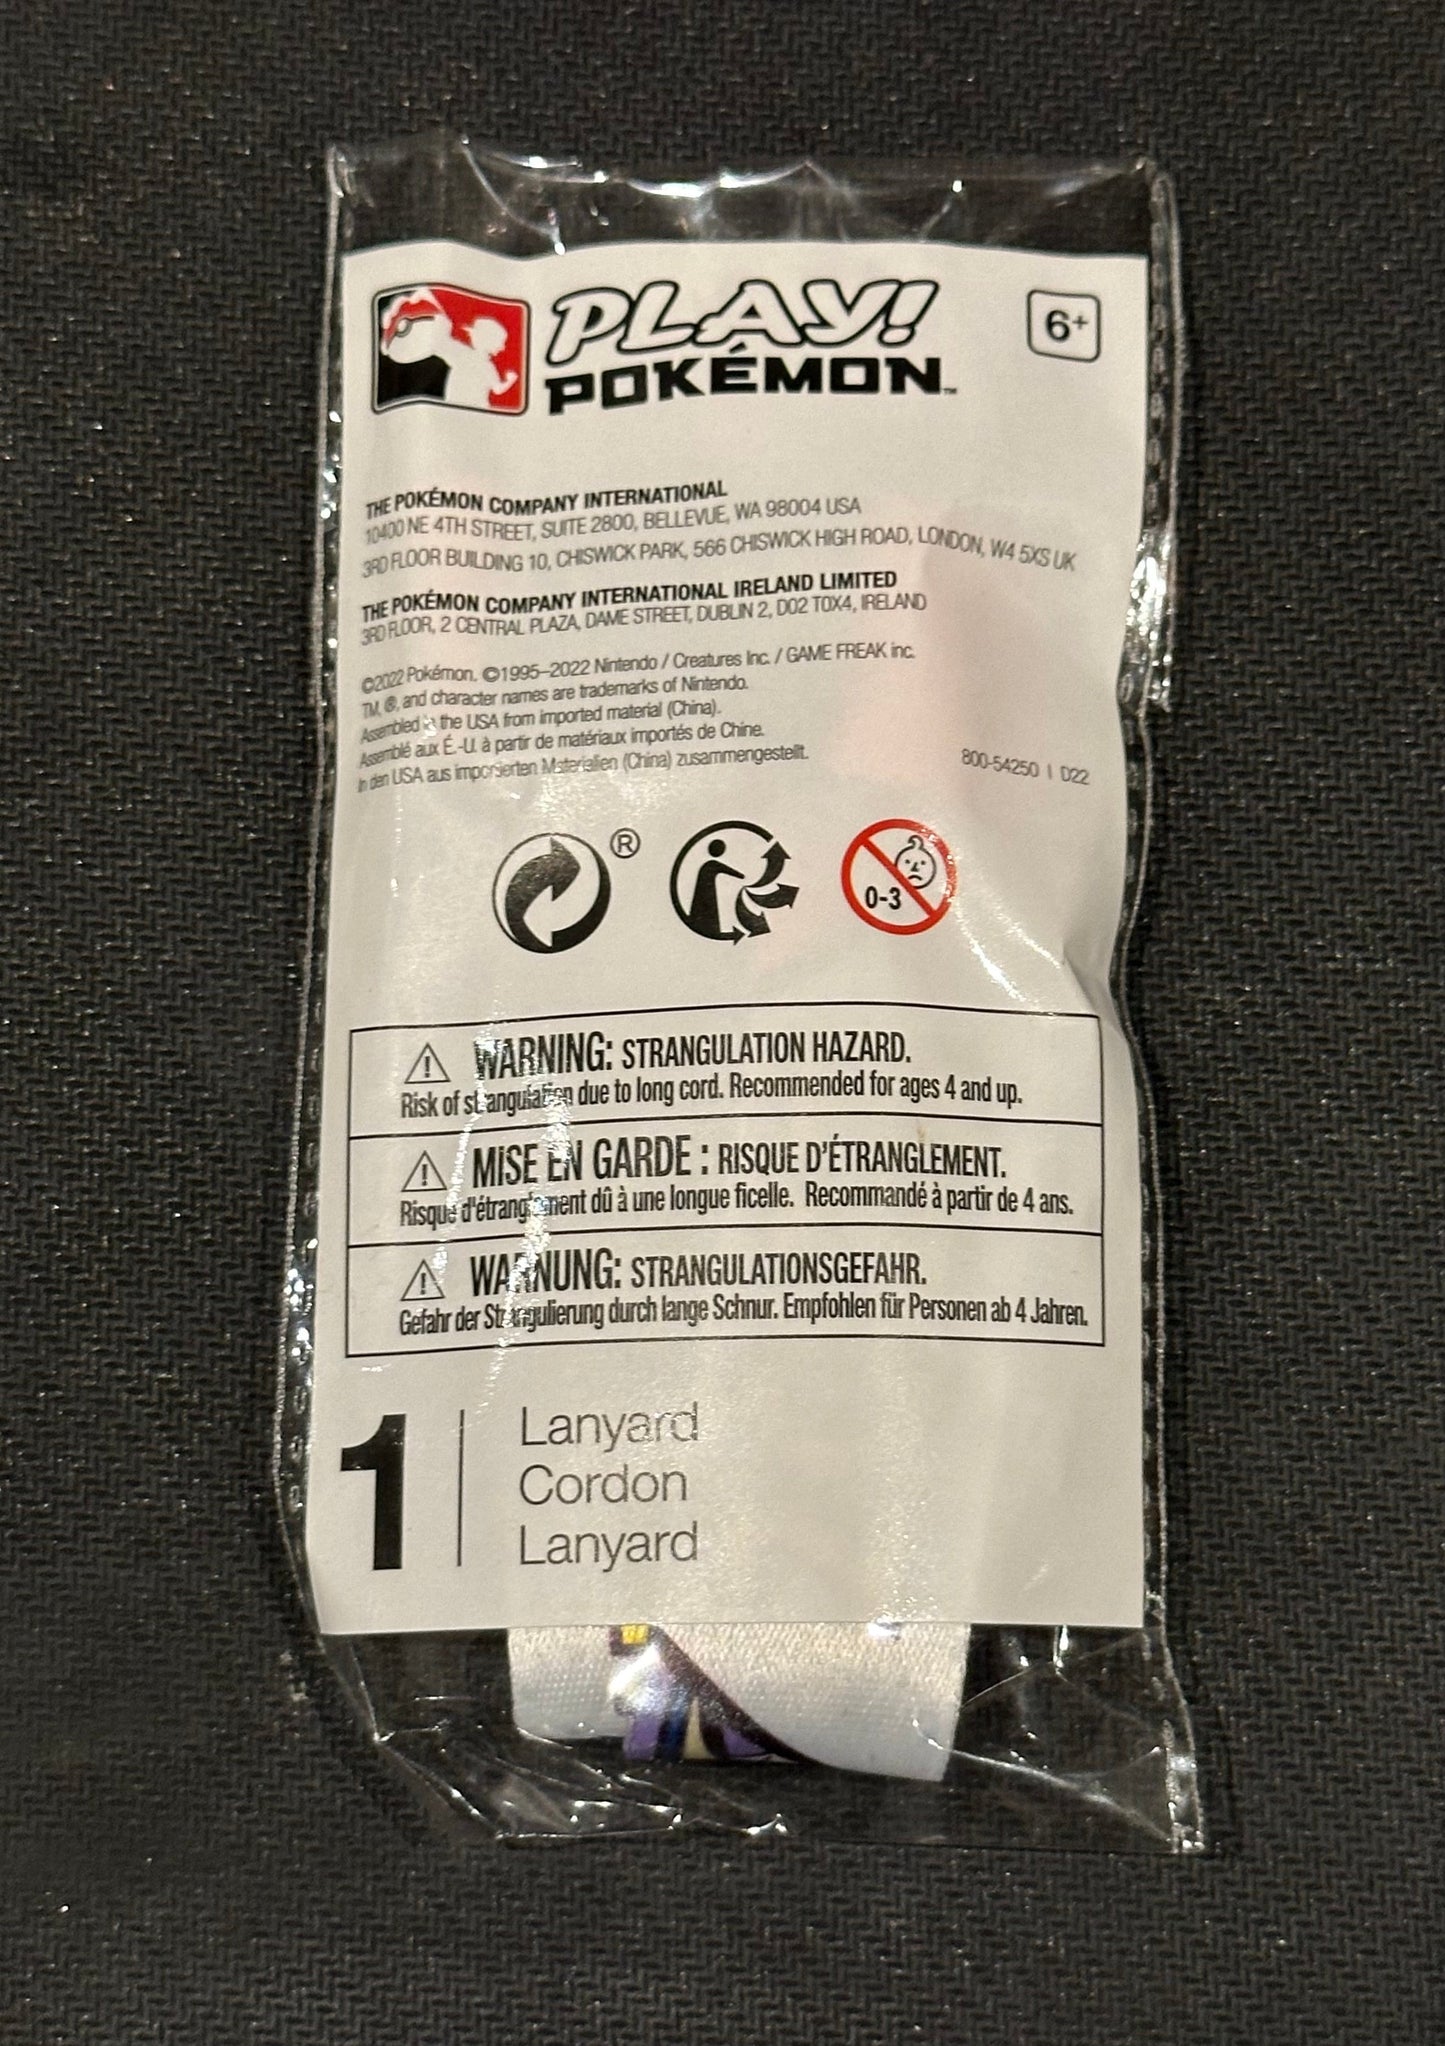 PLAY!
POKÉMON™
6+
THE POKÉMON COMPANY INTERNATIONAL
10400 NE 4TH STREET, SUITE 2800, BELLEVUE, WA 98004 USA
3RD FLOOR BUILDING 10, CHISWICK PARK, 566 CHISWICK HIGH ROAD, LONDON, W4 5XS UK
THE POKÉMON COMPANY INTERNATIONAL IRELAND LIMITED
3RD FLOOR, 2 CENTRAL PLAZA, DAME STREET, DUBLIN 2, D02 T0X4, IRELAND
©2022 Pokémon. ©1995–2022 Nintendo / Creatures Inc. / GAME FREAK inc.
TM, ®, and character names are trademarks of Nintendo.
Assembled in the USA from imported material (China).
Assemblé aux É.-U. à partir de matériaux importés de Chine.
In den USA aus importierten Materialien (China) zusammengestellt.
800-54250 | D22
®
0-3
WARNING: STRANGULATION HAZARD.
Risk of strangulation due to long cord. Recommended for ages 4 and up.
MISE EN GARDE : RISQUE D'ÉTRANGLEMENT.
Risque d'étranglement dû à une longue ficelle. Recommandé à partir de 4 ans.
WARNUNG: STRANGULATIONSGEFAHR.
Gefahr der Strangulierung durch lange Schnur. Empfohlen für Personen ab 4 Jahren.
1
Lanyard
Cordon
Lanyard